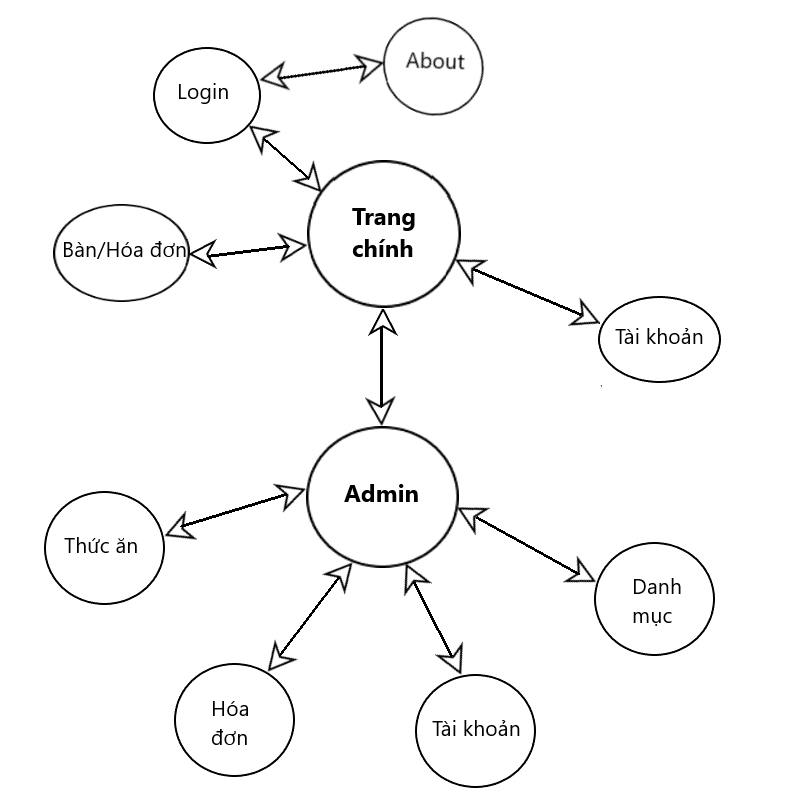 About
Login
Trang
chính
Bàn/Hóa đơn
Tài khoản
Admin
Thức ăn
Danh
mục
Hóa
đơn
Tài khoản